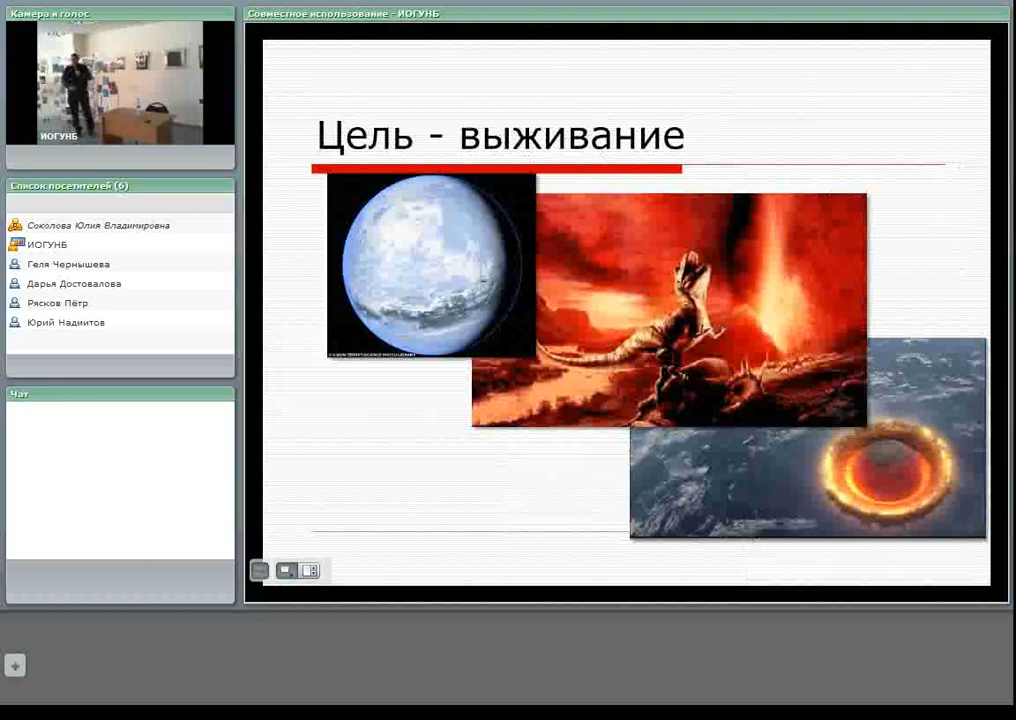 Камера и голос
ИОГУНБ
Список посетителей (6)
Соколова Юлия Владимировна
ИОГУНБ
Геля Чернышева
Дарья Достовалова
Рясков Пётр
Юрий Надмитов
Чат
Совместное использование - ИОГУНБ
Цель - выживание